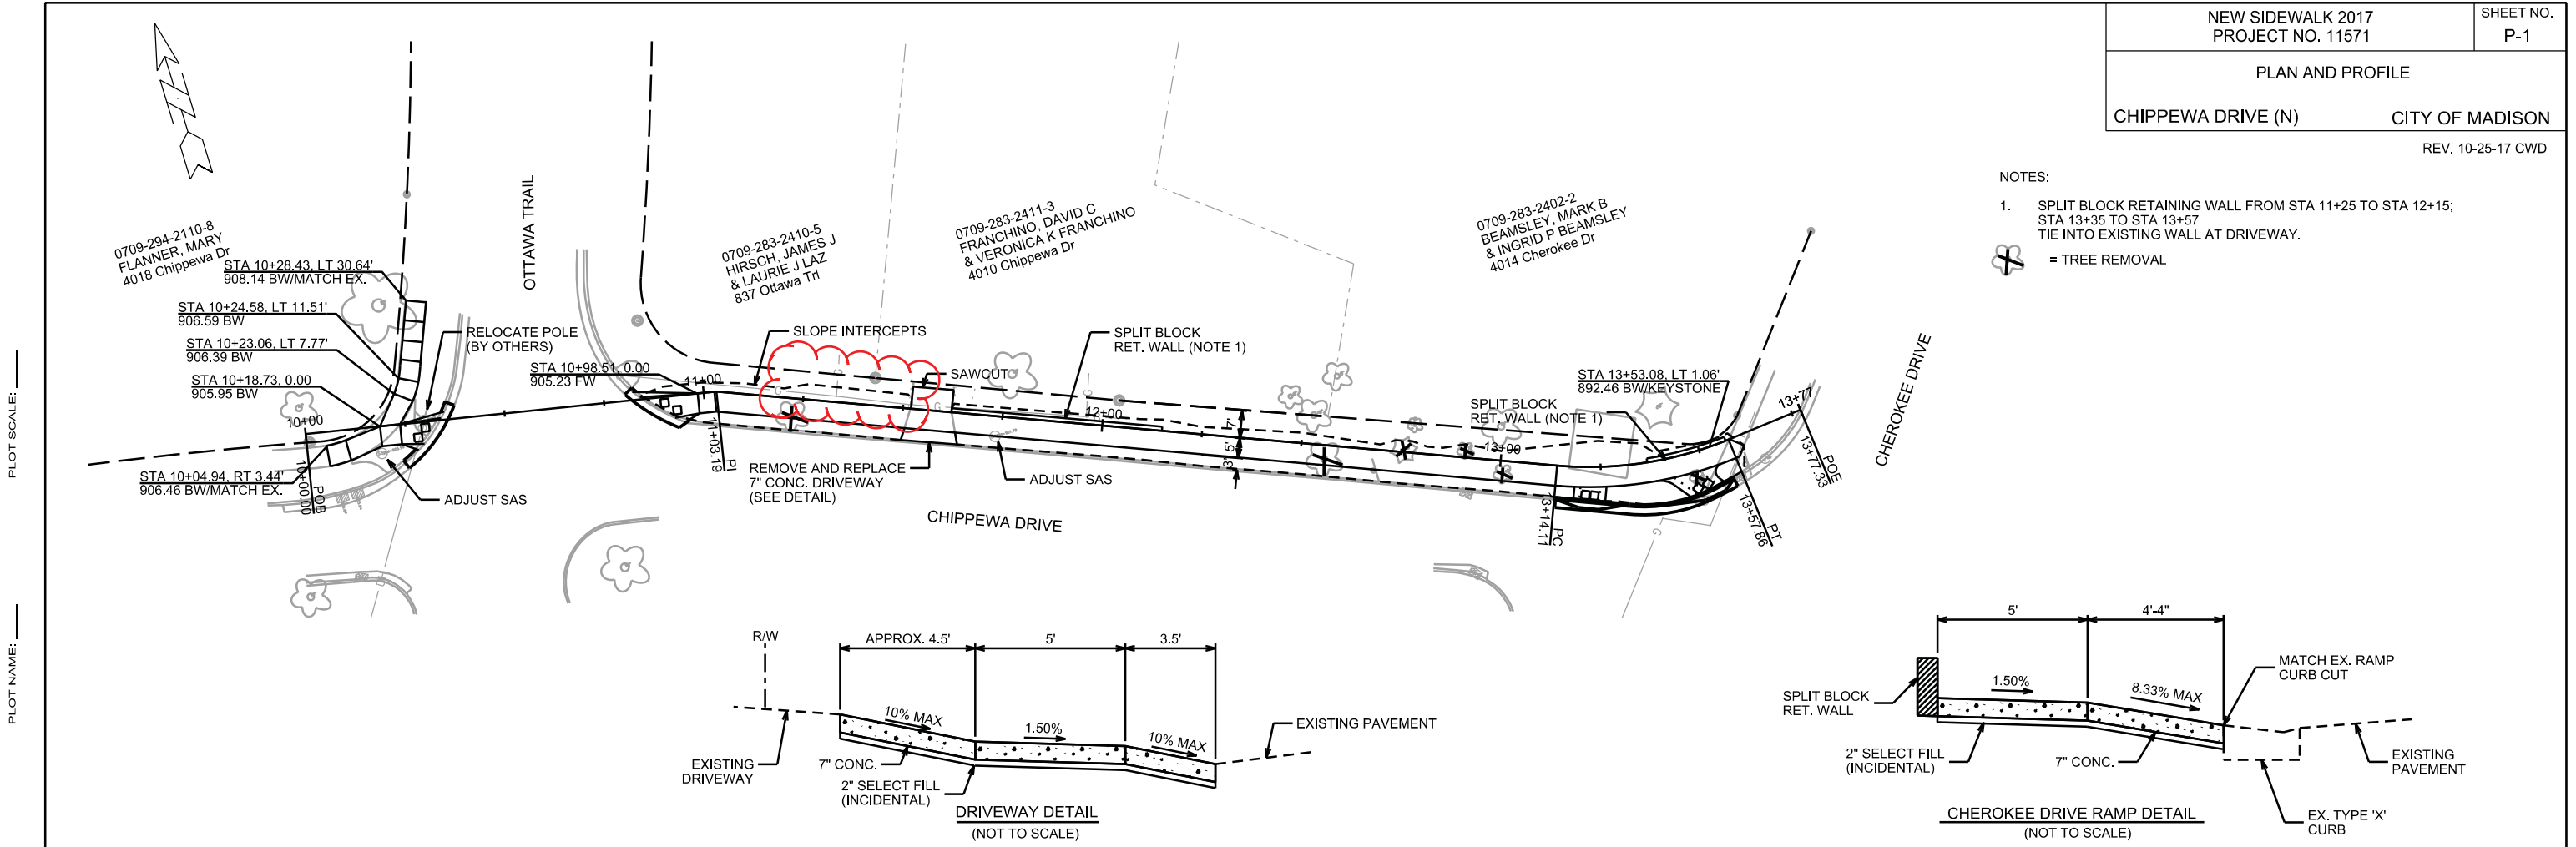 NEW SIDEWALK 2017
PROJECT NO. 11571
SHEET NO.
P-1
PLAN AND PROFILE
CHIPPEWA DRIVE (N)
CITY OF MADISON
REV. 10-25-17 CWD
NOTES:
1. SPLIT BLOCK RETAINING WALL FROM STA 11+25 TO STA 12+15;
STA 13+35 TO STA 13+57
TIE INTO EXISTING WALL AT DRIVEWAY.
= TREE REMOVAL
PLOT SCALE:
PLOT NAME:
0709-294-2110-8
FLANNER, MARY
4018 Chippewa Dr
STA 10+28.43, LT 30.64'
908.14 BW/MATCH EX.
STA 10+24.58, LT 11.51'
906.59 BW
STA 10+23.06, LT 7.77'
906.39 BW
STA 10+18.73, 0.00
905.95 BW
10+00
STA 10+04.94, RT 3.44'
906.46 BW/MATCH EX.
POB
10+00.00
ADJUST SAS
RELOCATE POLE
(BY OTHERS)
OTTAWA TRAIL
STA 10+98.51, 0.00
905.23 FW
11+00
PI
11+03.19
0709-283-2410-5
HIRSCH, JAMES J
& LAURIE J LAZ
837 Ottawa Trl
SLOPE INTERCEPTS
0709-283-2411-3
FRANCHINO, DAVID C
& VERONICA K FRANCHINO
4010 Chippewa Dr
SPLIT BLOCK
RET. WALL (NOTE 1)
SAWCUT
12+00
REMOVE AND REPLACE
7" CONC. DRIVEWAY
(SEE DETAIL)
ADJUST SAS
CHIPPEWA DRIVE
7'
5'
3'
0709-283-2402-2
BEAMSLEY, MARK B
& INGRID P BEAMSLEY
4014 Cherokee Dr
STA 13+53.08, LT 1.06'
892.46 BW/KEYSTONE
SPLIT BLOCK
RET. WALL (NOTE 1)
13+00
PC
13+14.11
13+77
POE
13+77.33
PT
13+57.86
CHEROKEE DRIVE
R/W
APPROX. 4.5'
5'
3.5'
10% MAX
1.50%
10% MAX
EXISTING PAVEMENT
EXISTING
DRIVEWAY
7" CONC.
2" SELECT FILL
(INCIDENTAL)
DRIVEWAY DETAIL
(NOT TO SCALE)
5'
4'-4"
MATCH EX. RAMP
CURB CUT
1.50%
8.33% MAX
SPLIT BLOCK
RET. WALL
2" SELECT FILL
(INCIDENTAL)
7" CONC.
EXISTING
PAVEMENT
EX. TYPE 'X'
CURB
CHEROKEE DRIVE RAMP DETAIL
(NOT TO SCALE)